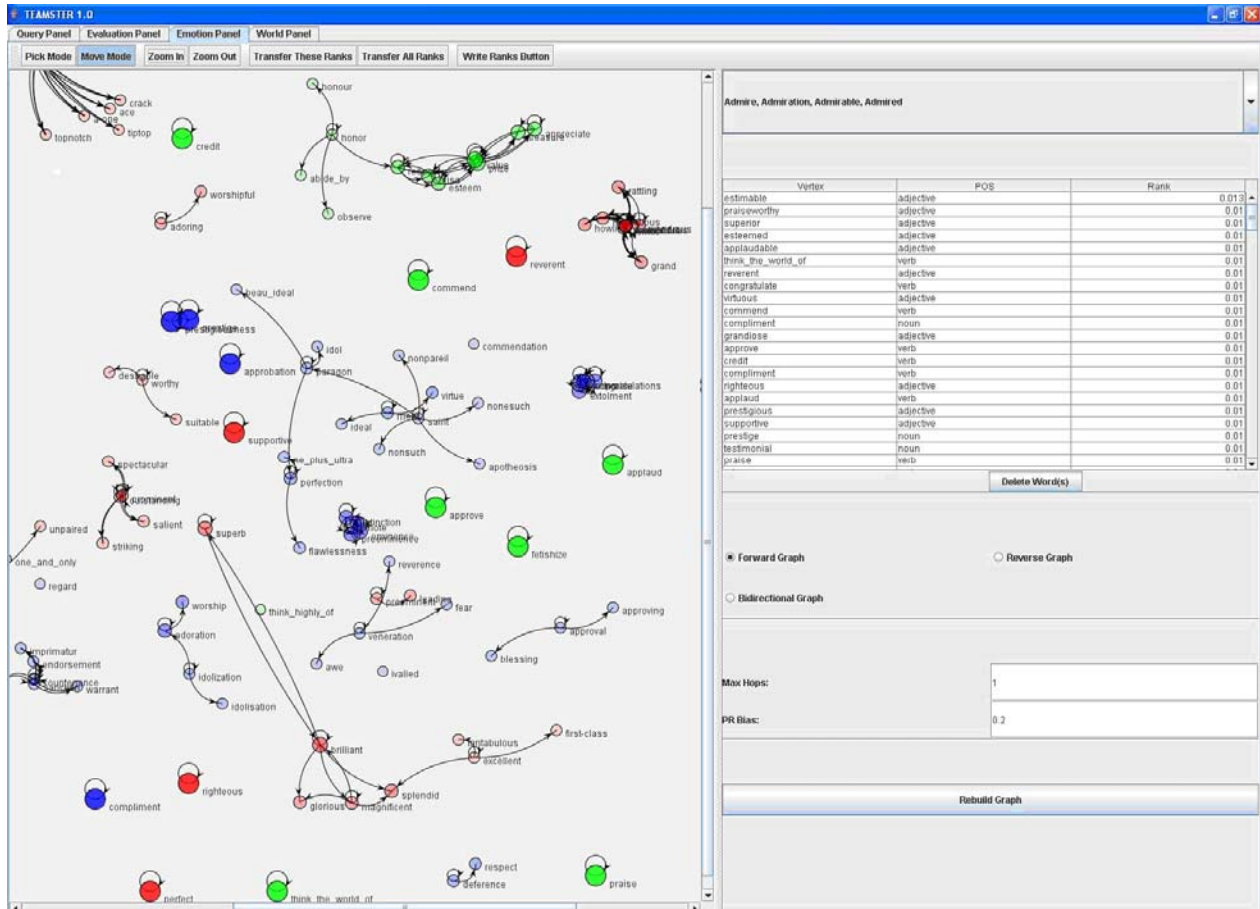 TEAMSTER 1.0
Query Panel Evaluation Panel Emotion Panel World Panel
Pick Mode Move Mode Zoom In Zoom Out Transfer These Ranks Transfer All Ranks Write Ranks Button
crack
ace
topnotch
tiptop
credit
honour
honor
appreciate
abide_by
esteem
observe
worshipful
adoring
rattling
grand
reverent
commend
beau_ideal
prestige
prestigiousness
approbation
idol
paragon
nonpareil
commendation
desirable
worthy
suitable
supportive
virtue
nonesuch
saint
ideal
nonsuch
apotheosis
extolment
applaud
spectacular
salient
striking
unpaired
one_and_only
regard
superb
perfection
flawlessness
preeminence
approve
fetishize
reverence
preeminent
leading
fear
veneration
awe
ivalled
approving
approval
blessing
worship
adoration
think_highly_of
idolization
idolisation
imprimatur
endorsement
countenance
warrant
brilliant
glorious
magnificent
splendid
excellent
first-class
righteous
compliment
perfect
think_the_world_of
respect
deference
praise
Admire, Admiration, Admirable, Admired
Vertex POS Rank
estimable adjective 0.013
praiseworthy adjective 0.01
superior adjective 0.01
esteemed adjective 0.01
applaudable adjective 0.01
think_the_world_of verb 0.01
reverent adjective 0.01
congratulate verb 0.01
virtuous adjective 0.01
commend verb 0.01
compliment noun 0.01
grandiose adjective 0.01
approve verb 0.01
credit verb 0.01
compliment verb 0.01
righteous adjective 0.01
applaud verb 0.01
prestigious adjective 0.01
supportive adjective 0.01
prestige noun 0.01
testimonial noun 0.01
praise verb 0.01
Delete Word(s)
Forward Graph Reverse Graph
Bidirectional Graph
Max Hops: 1
PR Bias: 0.2
Rebuild Graph